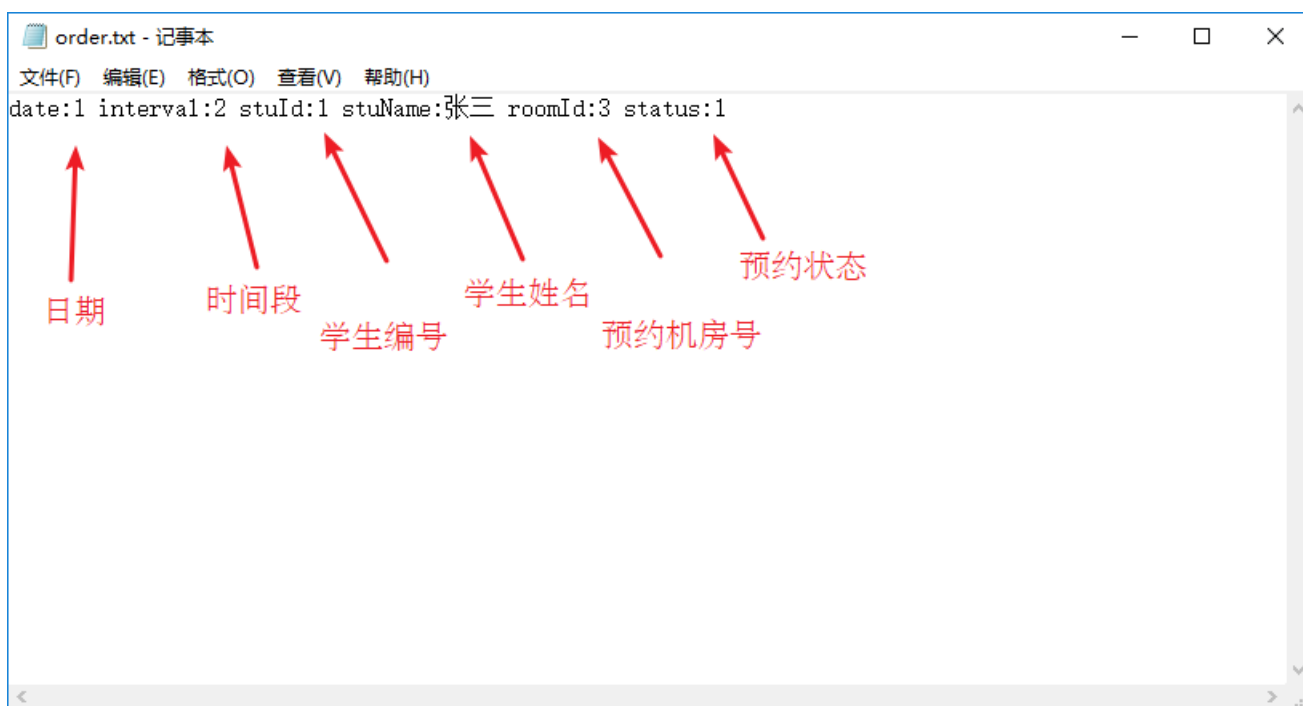 order.txt - 记事本
文件(F) 编辑(E) 格式(O) 查看(V) 帮助(H)
date:1 interval:2 stuId:1 stuName:张三 roomId:3 status:1
预约状态
学生姓名
时间段
日期
预约机房号
学生编号